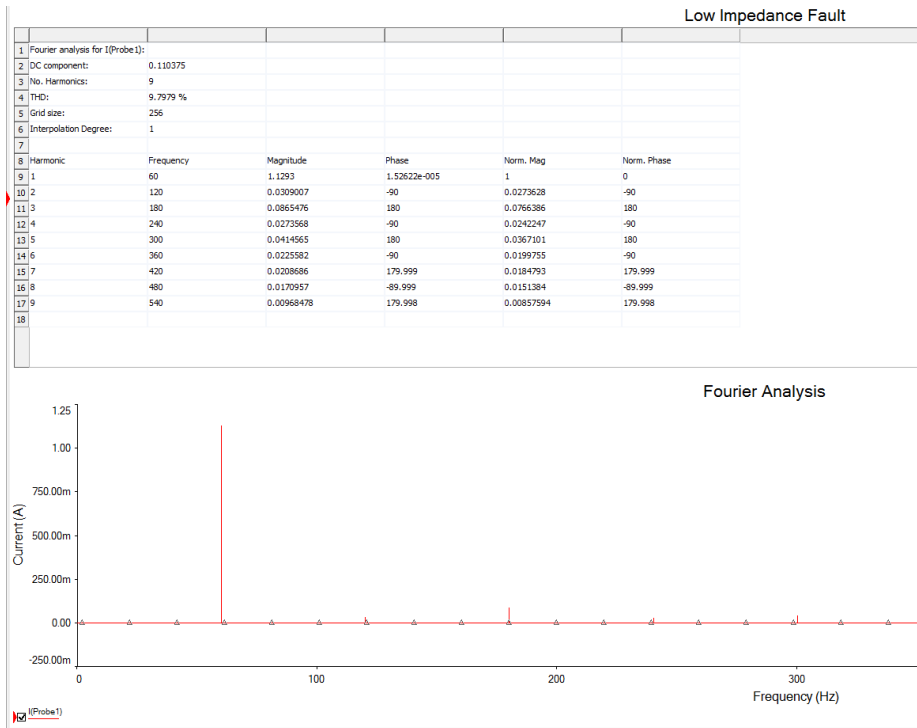 Low Impedance Fault
1 Fourier analysis for I(Probe1):
2 DC component: 0.110375
3 No. Harmonics: 9
4 THD: 9.7979 %
5 Grid size: 256
6 Interpolation Degree: 1
7
8 Harmonic Frequency Magnitude Phase Norm. Mag Norm. Phase
9 1 60 1.1293 1.52622e-005 1 0
10 2 120 0.0309007 -90 0.0273628 -90
11 3 180 0.0865476 180 0.0766386 180
12 4 240 0.0273568 -90 0.0242247 -90
13 5 300 0.0414565 180 0.0367101 180
14 6 360 0.0225582 -90 0.0199755 -90
15 7 420 0.0208686 179.999 0.0184793 179.999
16 8 480 0.0170957 -89.999 0.0151384 -89.999
17 9 540 0.00968478 179.998 0.00857594 179.998
18
Fourier Analysis
1.25
1.00
750.00m
500.00m
250.00m
0.00
-250.00m
Current (A)
0 100 200 300
Frequency (Hz)
I(Probe1)